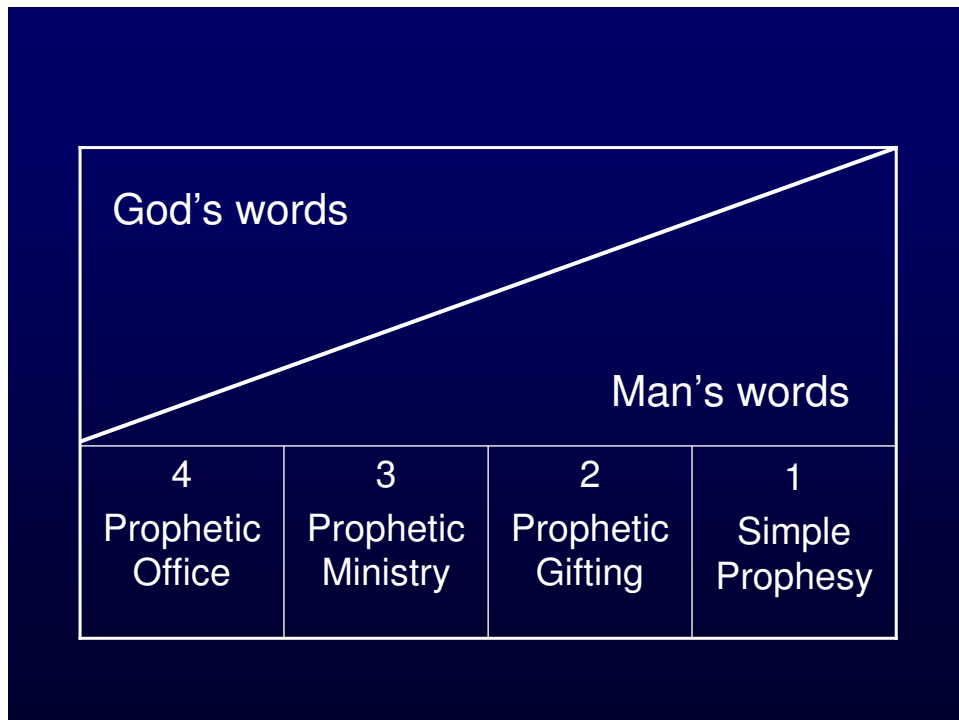 God’s words
Man’s words
4
Prophetic
Office
3
Prophetic
Ministry
2
Prophetic
Gifting
1
Simple
Prophesy